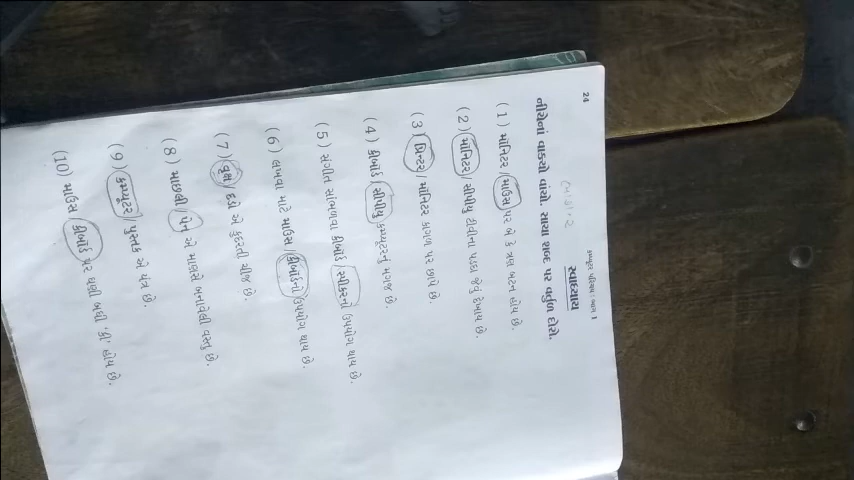 24
કમ્પ્યૂટર પરિચય : ભાગ 1
સ્વાધ્યાય
નીચેનાં વાક્યો વાંચો. સાચા શબ્દ પર વર્તુળ દોરો.
(1) મોનિટર / માઉસ પર બે કે ત્રણ બટન હોય છે.
(2) મોનિટર / સીપીયુ ટીવીના પડદા જેવું દેખાય છે.
(3) પ્રિન્ટર / મોનિટર કાગળ પર છાપે છે.
(4) કીબોર્ડ / સીપીયુ કમ્પ્યૂટરનું મગજ છે.
(5) સંગીત સાંભળવા કીબોર્ડ / સ્પીકરનો ઉપયોગ થાય છે.
(6) લખવા માટે માઉસ / કીબોર્ડનો ઉપયોગ થાય છે.
(7) વૃક્ષ / દડો એ કુદરતી ચીજ છે.
(8) માછલી / પેન એ માણસે બનાવેલી વસ્તુ છે.
(9) કમ્પ્યૂટર / પુસ્તક એ યંત્ર છે.
(10) માઉસ / કીબોર્ડ પર ઘણી બધી 'કી' હોય છે.